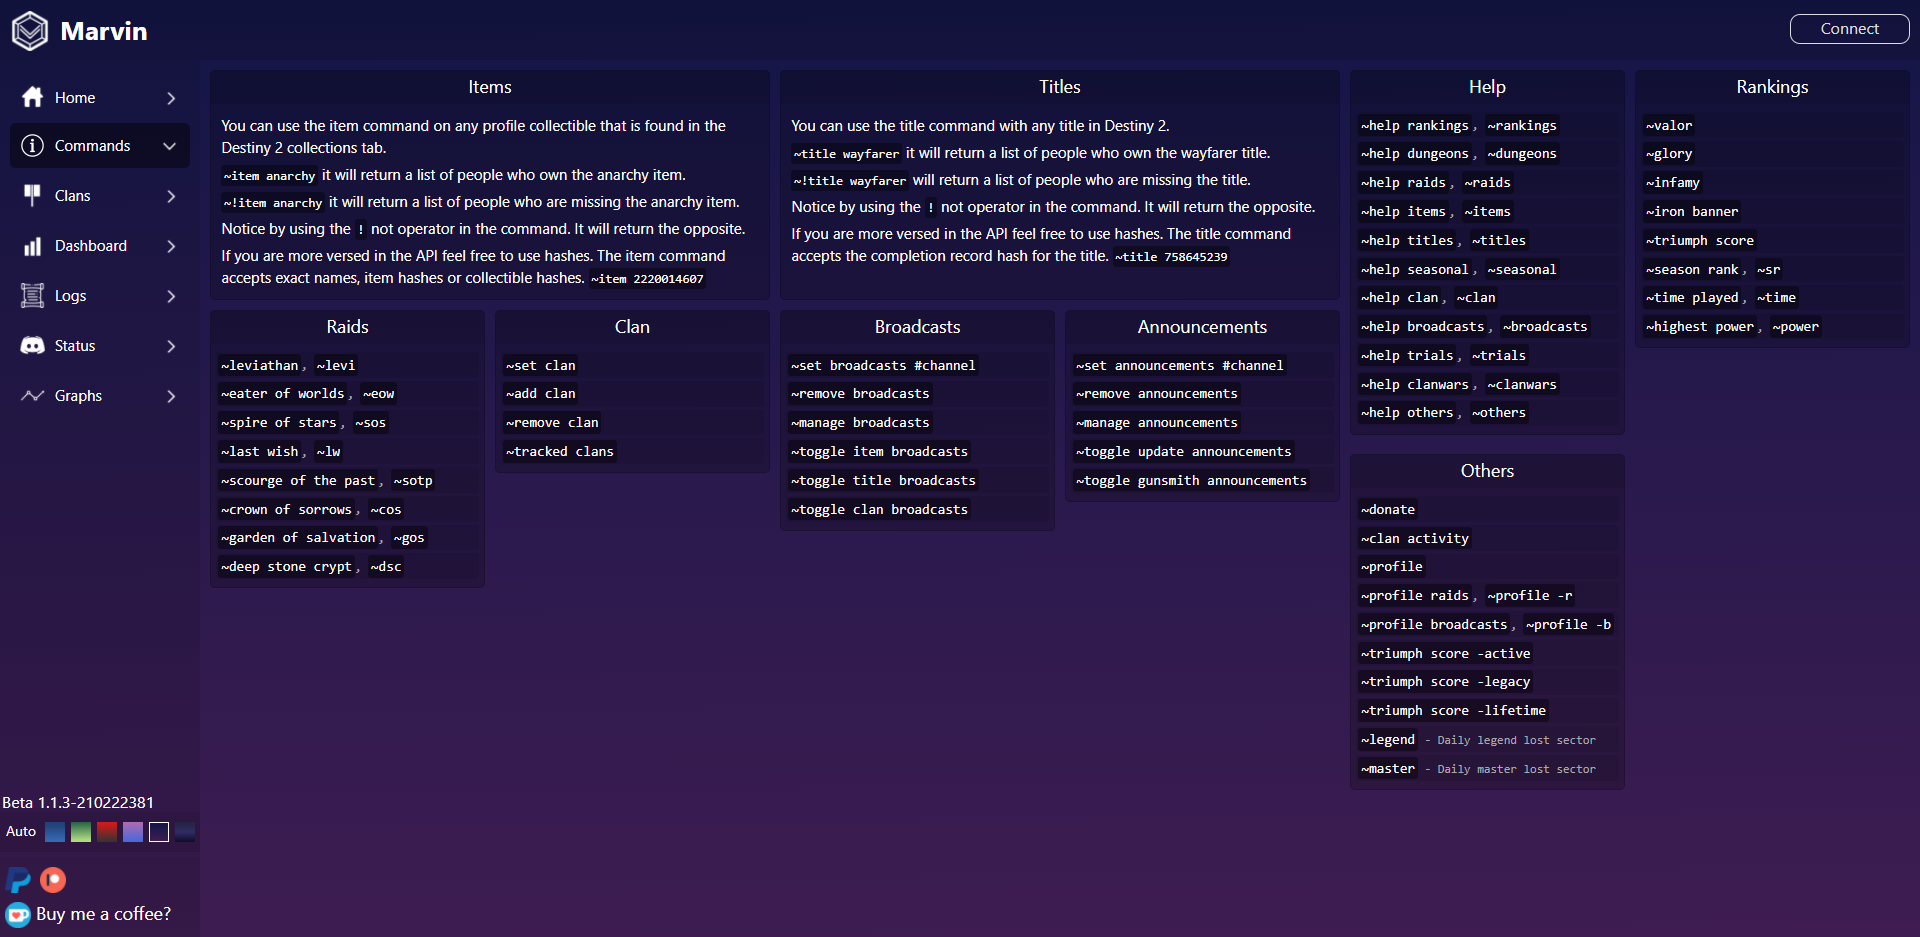 Marvin
Connect
Home
Commands
Clans
Dashboard
Logs
Status
Graphs
Beta 1.1.3-210222381
Auto
Buy me a coffee?
Items
You can use the item command on any profile collectible that is found in the
Destiny 2 collections tab.
~item anarchy it will return a list of people who own the anarchy item.
~!item anarchy it will return a list of people who are missing the anarchy item.
Notice by using the ! not operator in the command. It will return the opposite.
If you are more versed in the API feel free to use hashes. The item command
accepts exact names, item hashes or collectible hashes. ~item 2220014607
Titles
You can use the title command with any title in Destiny 2.
~title wayfarer it will return a list of people who own the wayfarer title.
~!title wayfarer will return a list of people who are missing the title.
Notice by using the ! not operator in the command. It will return the opposite.
If you are more versed in the API feel free to use hashes. The title command
accepts the completion record hash for the title. ~title 758645239
Help
~help rankings, ~rankings
~help dungeons, ~dungeons
~help raids, ~raids
~help items, ~items
~help titles, ~titles
~help seasonal, ~seasonal
~help clan, ~clan
~help broadcasts, ~broadcasts
~help trials, ~trials
~help clanwars, ~clanwars
~help others, ~others
Rankings
~valor
~glory
~infamy
~iron banner
~triumph score
~season rank, ~sr
~time played, ~time
~highest power, ~power
Raids
~leviathan, ~levi
~eater of worlds, ~eow
~spire of stars, ~sos
~last wish, ~lw
~scourge of the past, ~sotp
~crown of sorrows, ~cos
~garden of salvation, ~gos
~deep stone crypt, ~dsc
Clan
~set clan
~add clan
~remove clan
~tracked clans
Broadcasts
~set broadcasts #channel
~remove broadcasts
~manage broadcasts
~toggle item broadcasts
~toggle title broadcasts
~toggle clan broadcasts
Announcements
~set announcements #channel
~remove announcements
~manage announcements
~toggle update announcements
~toggle gunsmith announcements
Others
~donate
~clan activity
~profile
~profile raids, ~profile -r
~profile broadcasts, ~profile -b
~triumph score -active
~triumph score -legacy
~triumph score -lifetime
~legend - Daily legend lost sector
~master - Daily master lost sector